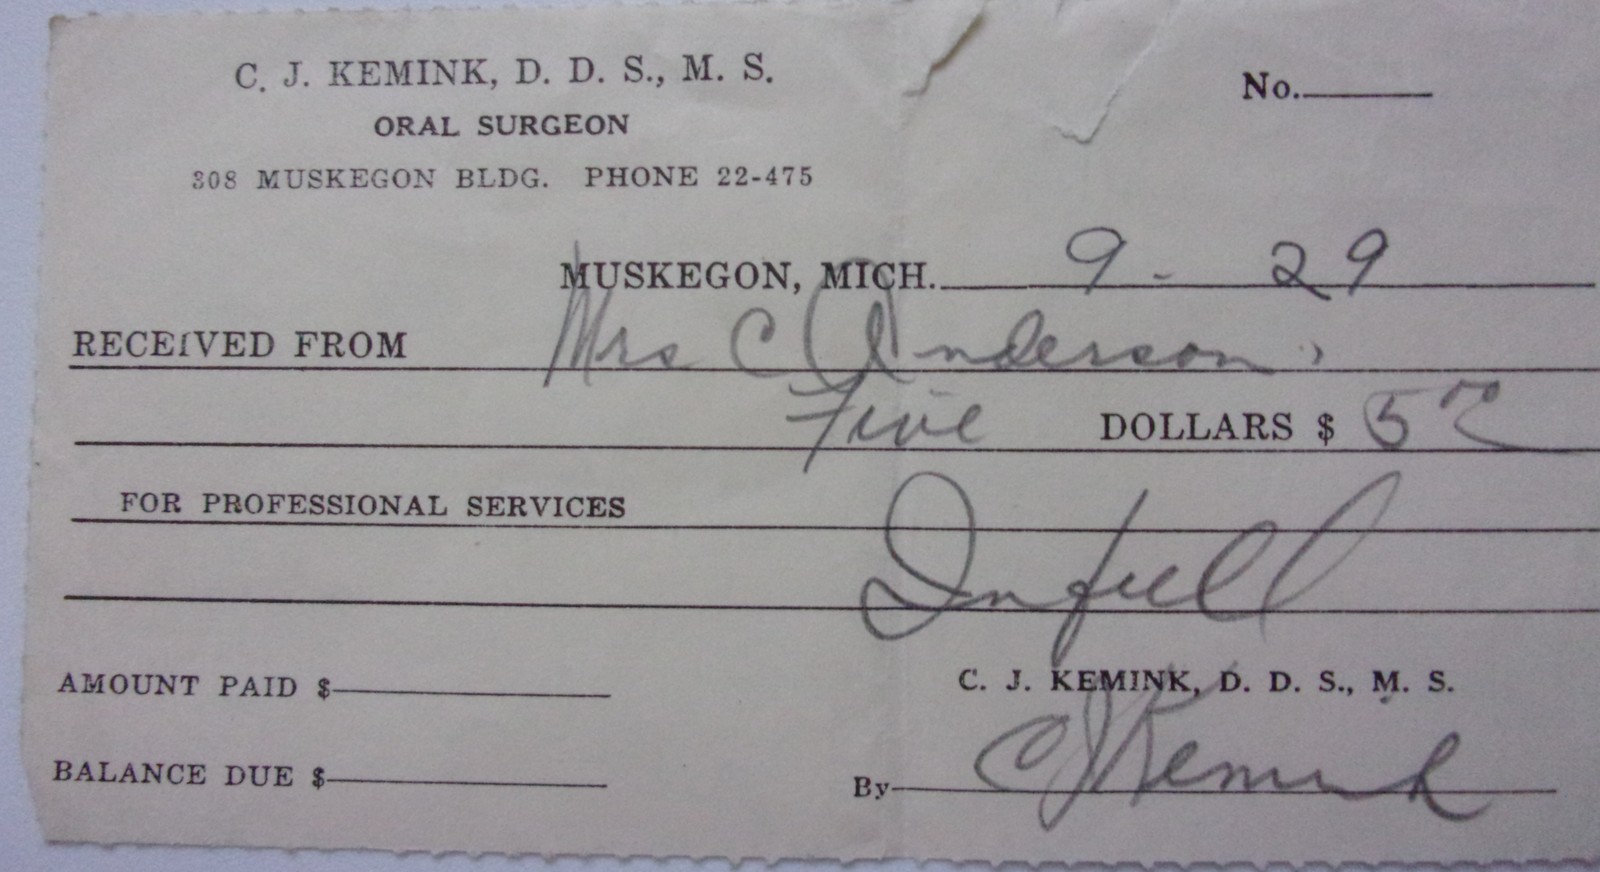 C. J. KEMINK, D. D. S., M. S.
No.
ORAL SURGEON
308 MUSKEGON BLDG. PHONE 22-475
MUSKEGON, MICH. 9 - 29
RECEIVED FROM Mrs C Anderson
Five DOLLARS $ 5
FOR PROFESSIONAL SERVICES
In full
AMOUNT PAID $
C. J. KEMINK, D. D. S., M. S.
BALANCE DUE $
By C J Kemink